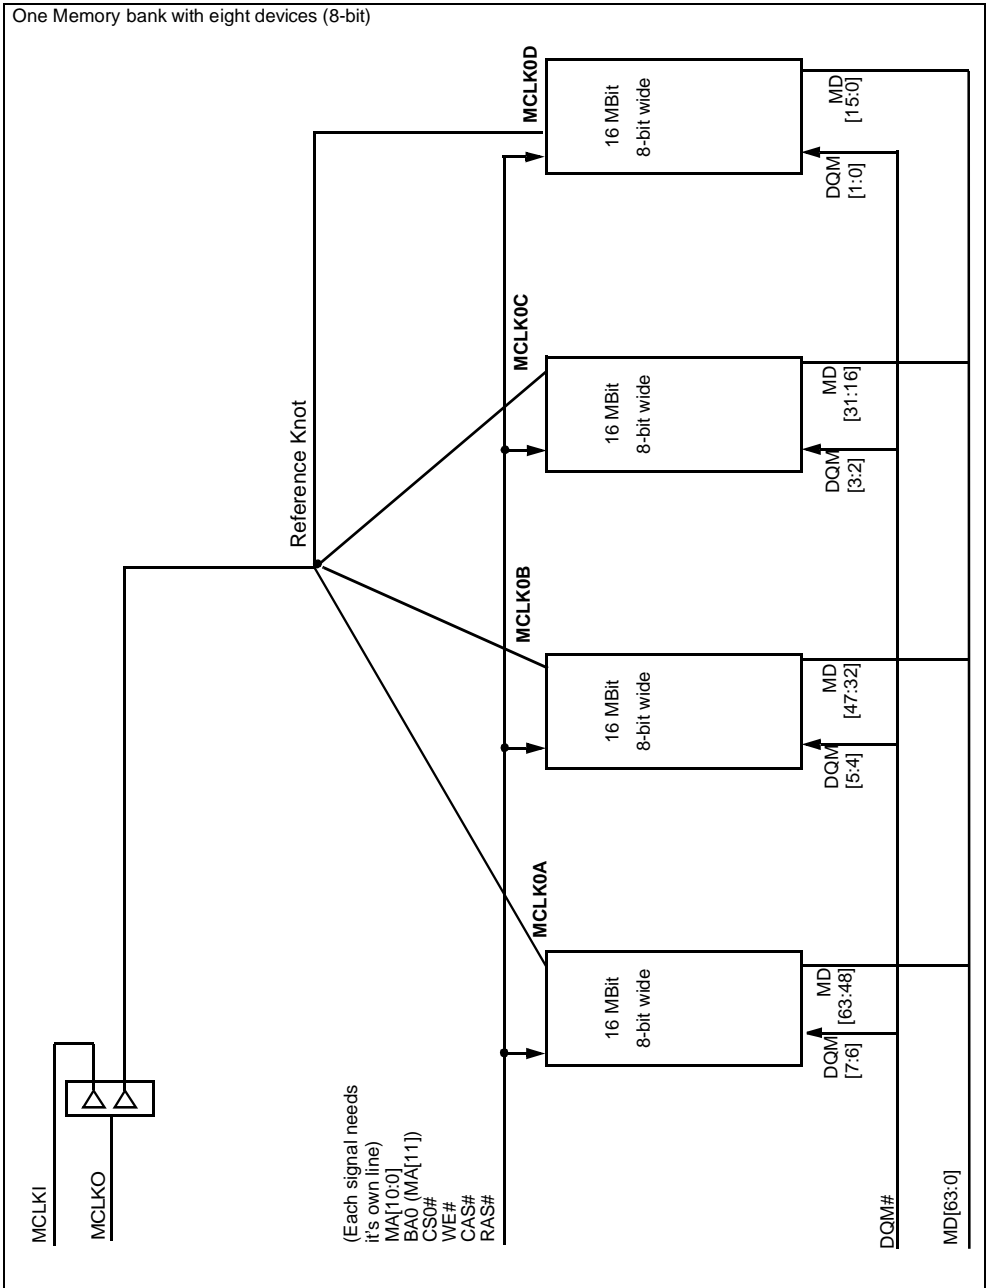 One Memory bank with eight devices (8-bit)
MCLKI
MCLKO
Reference Knot
(Each signal needs
it's own line)
MA[10:0]
BA0 (MA[11])
CS0#
WE#
CAS#
RAS#
MCLK0A
16 MBit
8-bit wide
MD
[63:48]
DQM
[7:6]
MCLK0B
16 MBit
8-bit wide
MD
[47:32]
DQM
[5:4]
MCLK0C
16 MBit
8-bit wide
MD
[31:16]
DQM
[3:2]
MCLK0D
16 MBit
8-bit wide
MD
[15:0]
DQM
[1:0]
DQM#
MD[63:0]